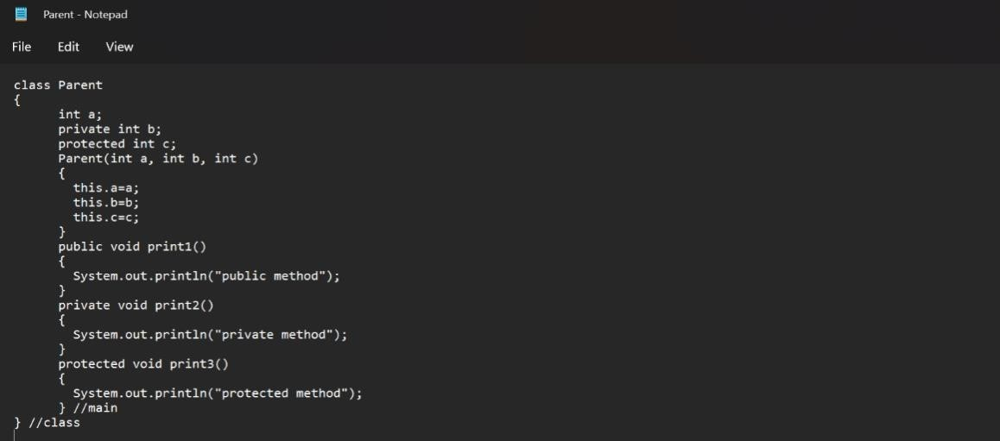 Parent - Notepad
File Edit View
class Parent
{
int a;
private int b;
protected int c;
Parent(int a, int b, int c)
{
this.a=a;
this.b=b;
this.c=c;
}
public void print1()
{
System.out.println("public method");
}
private void print2()
{
System.out.println("private method");
}
protected void print3()
{
System.out.println("protected method");
} //main
} //class